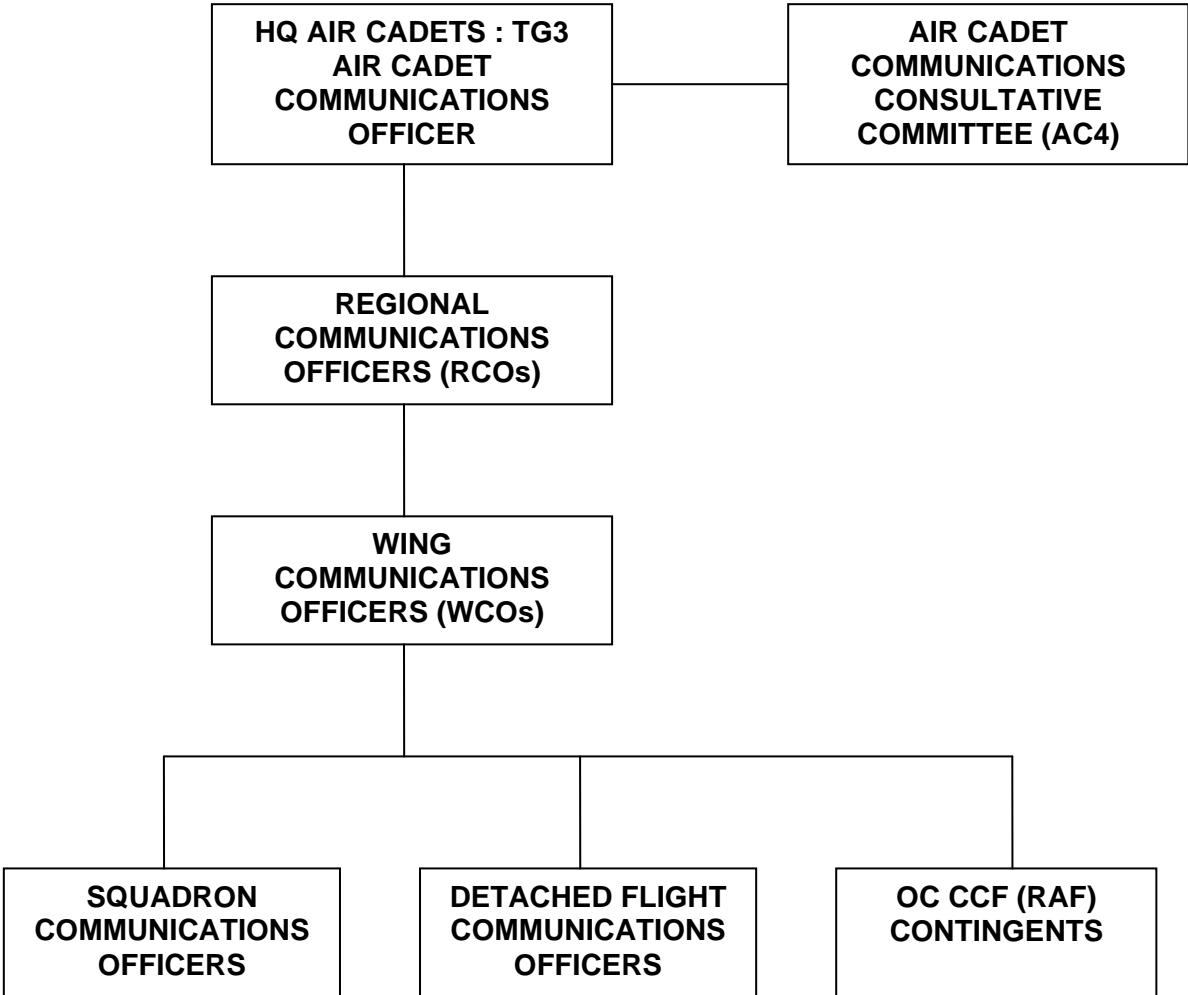 HQ AIR CADETS : TG3
AIR CADET
COMMUNICATIONS
OFFICER
AIR CADET
COMMUNICATIONS
CONSULTATIVE
COMMITTEE (AC4)
REGIONAL
COMMUNICATIONS
OFFICERS (RCOs)
WING
COMMUNICATIONS
OFFICERS (WCOs)
SQUADRON
COMMUNICATIONS
OFFICERS
DETACHED FLIGHT
COMMUNICATIONS
OFFICERS
OC CCF (RAF)
CONTINGENTS